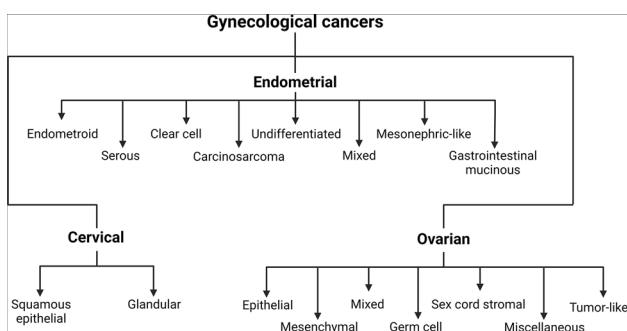 Gynecological cancers
Endometrial
Endometroid
Serous
Clear cell
Carcinosarcoma
Undifferentiated
Mixed
Mesonephric-like
Gastrointestinal
mucinous
Cervical
Squamous
epithelial
Glandular
Ovarian
Epithelial
Mesenchymal
Mixed
Germ cell
Sex cord stromal
Miscellaneous
Tumor-like